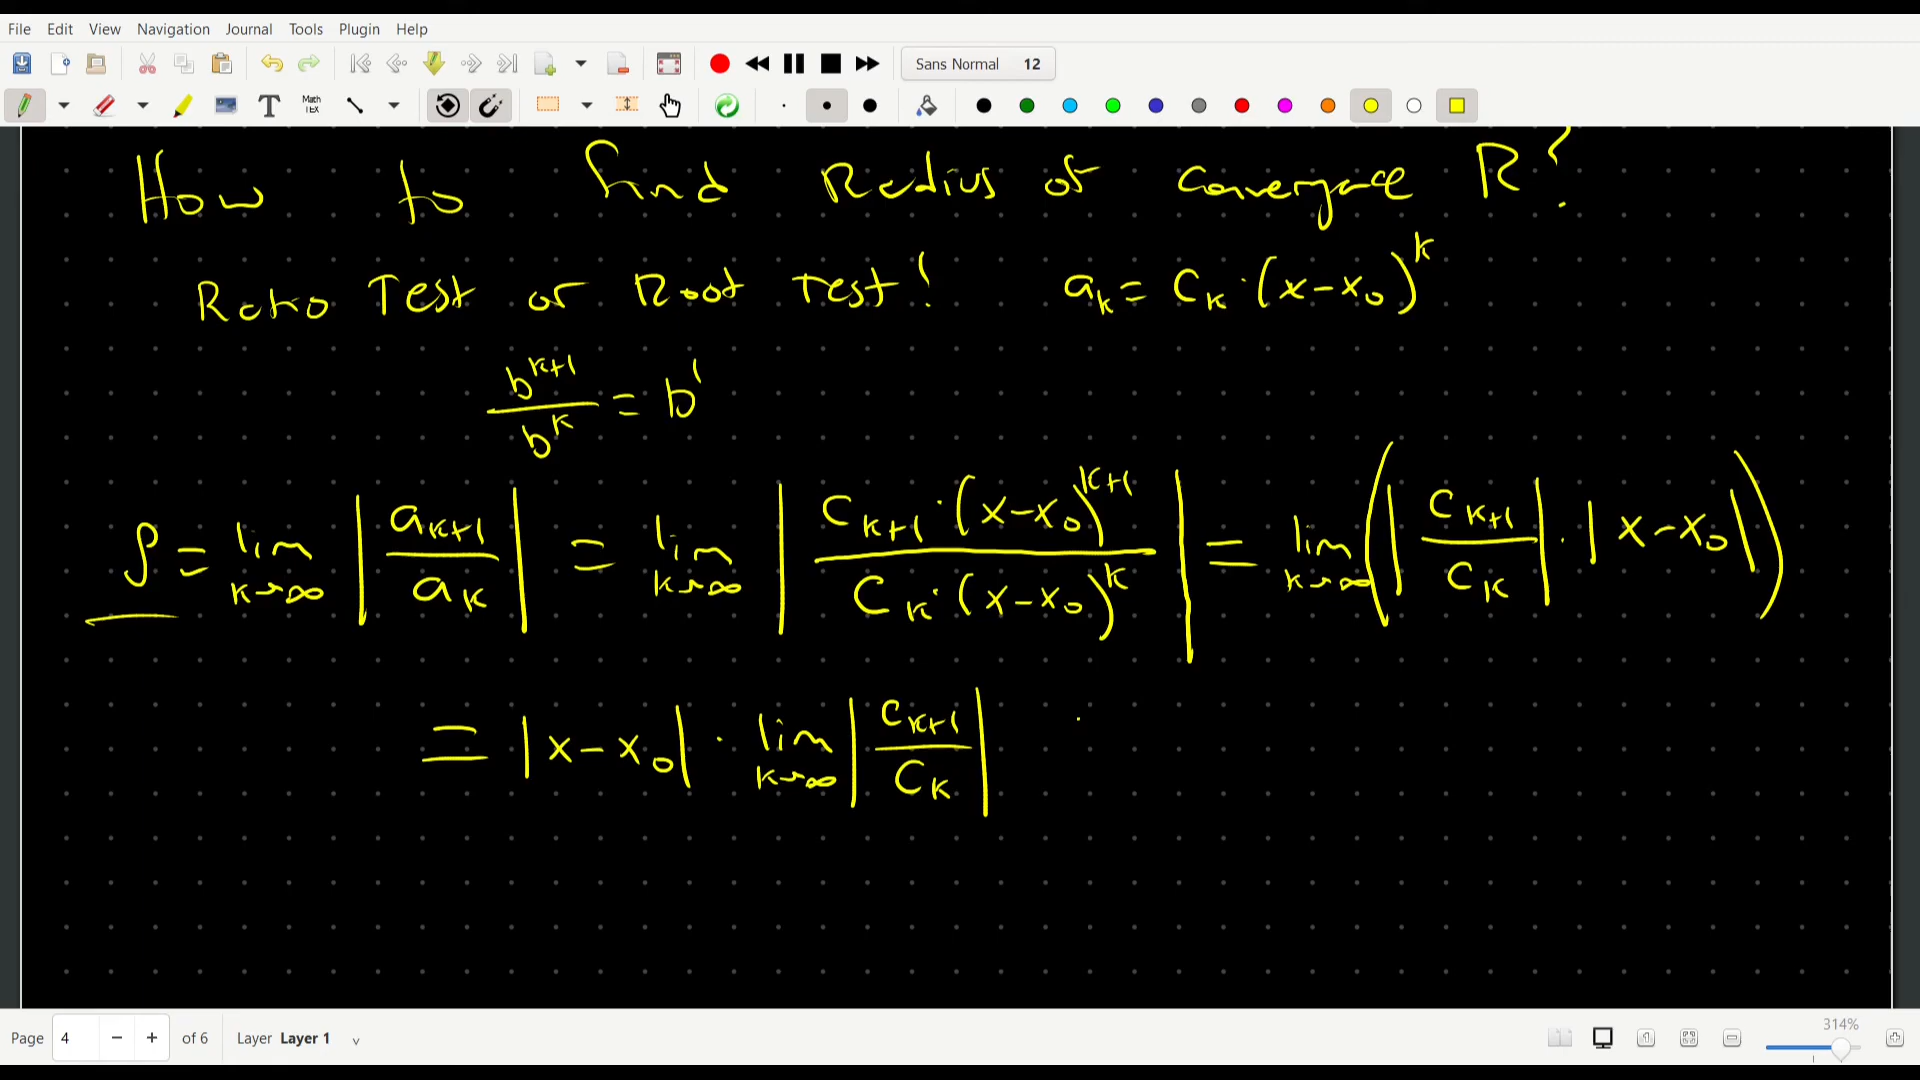 File Edit View Navigation Journal Tools Plugin Help
Sans Normal 12
T Math TEX
How to find Radius of Convergence R?
Ratio Test or Root Test! a_k = C_k · (x-x_0)^k
b^{k+1} / b^k = b^1
ρ = lim_{k→∞} | a_{k+1} / a_k | = lim_{k→∞} | C_{k+1} · (x-x_0)^{k+1} / C_k · (x-x_0)^k | = lim_{k→∞} ( | C_{k+1} / C_k | · | x-x_0 | )
= | x-x_0 | · lim_{k→∞} | C_{k+1} / C_k |
314%
Page 4 − + of 6 Layer Layer 1